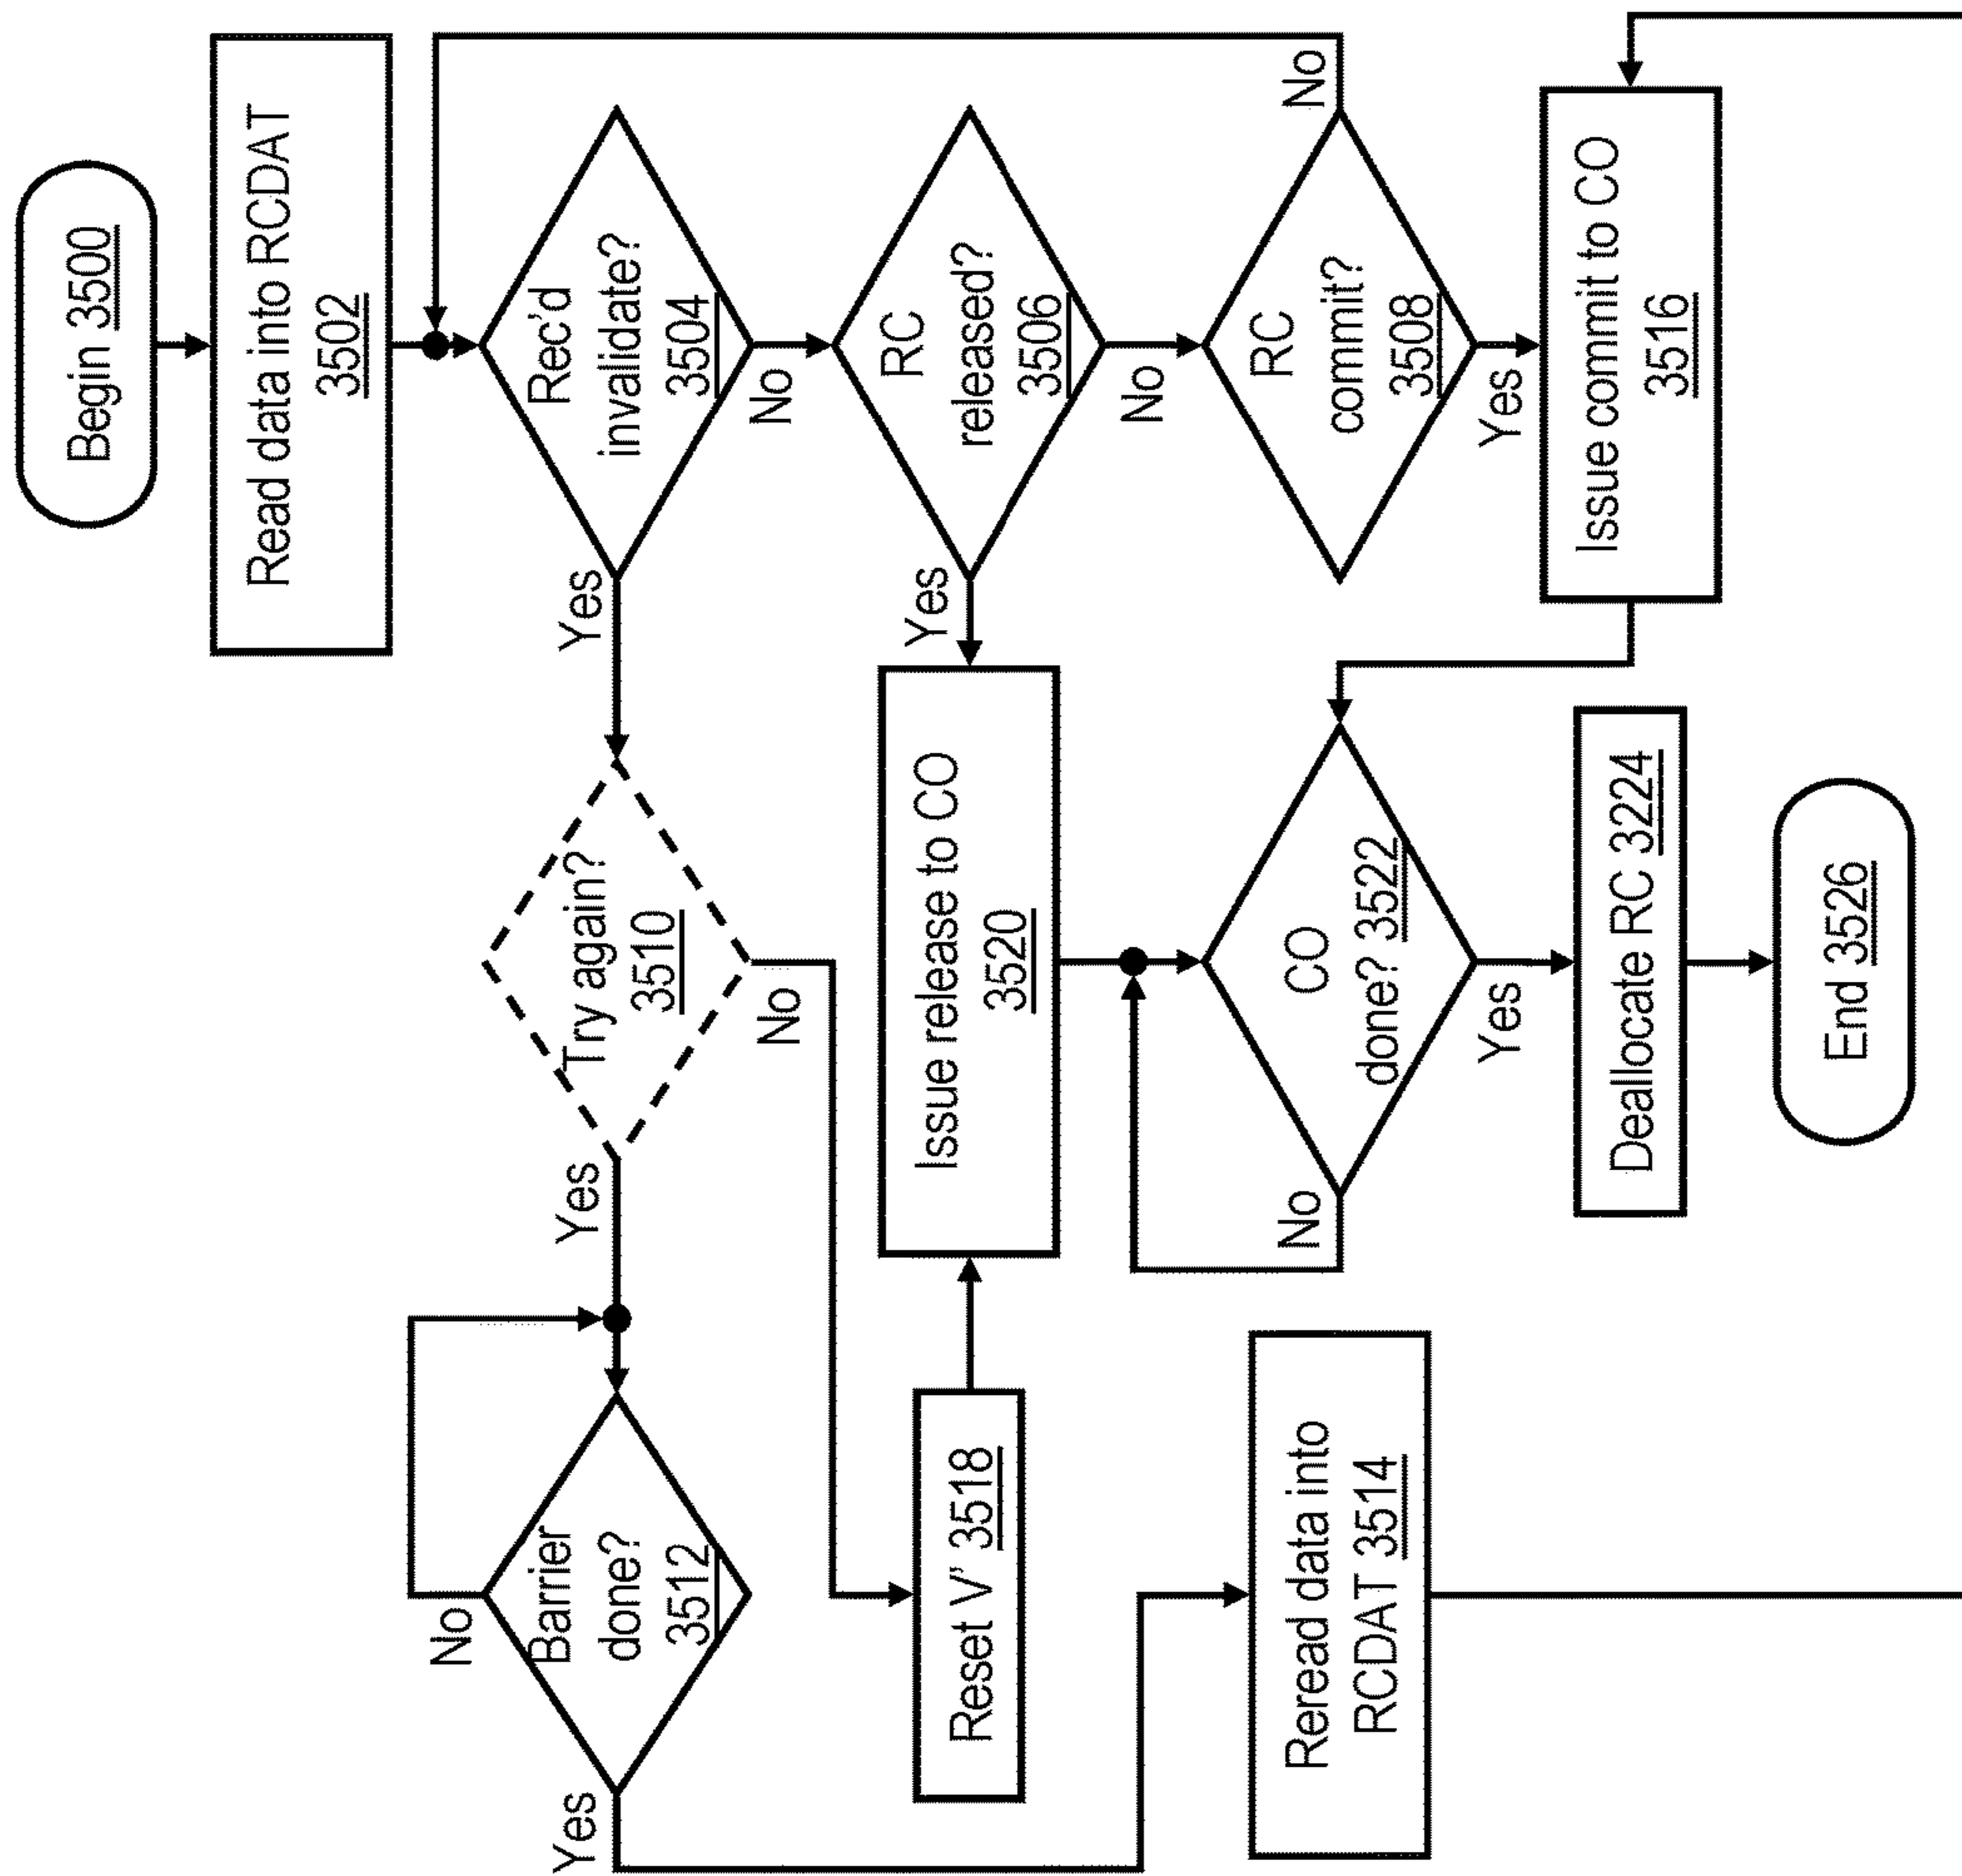 Begin 3500
Read data into RCDAT
3502
Rec'd
invalidate?
3504
Yes
No
RC
released?
3506
Yes
No
RC
commit?
3508
No
Yes
Issue commit to CO
3516
Try again?
3510
Yes
No
Barrier
done?
3512
No
Yes
Reset V' 3518
Issue release to CO
3520
Reread data into
RCDAT 3514
CO
done? 3522
No
Yes
Deallocate RC 3224
End 3526